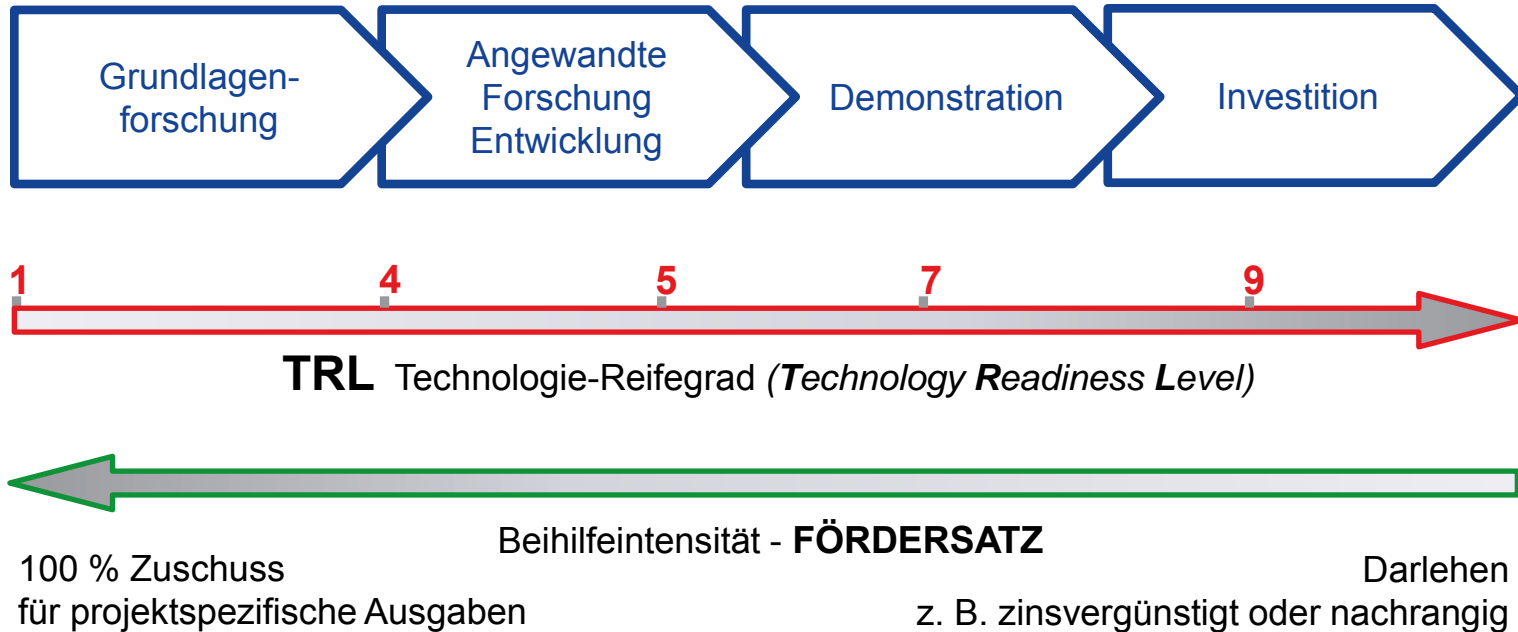 Grundlagen-
forschung
Angewandte
Forschung
Entwicklung
Demonstration
Investition
1 4 5 7 9
TRL Technologie-Reifegrad (Technology Readiness Level)
Beihilfeintensität - FÖRDERSATZ
100 % Zuschuss
für projektspezifische Ausgaben
Darlehen
z. B. zinsvergünstigt oder nachrangig